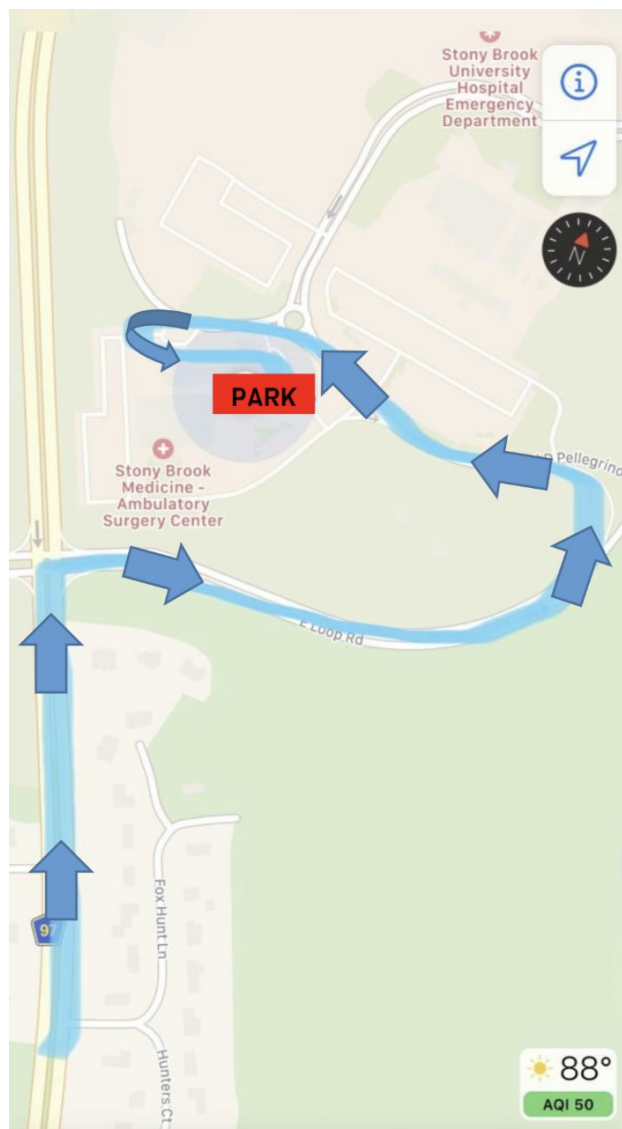 Stony Brook
University
Hospital
Emergency
Department
N
PARK
D Pellegrino
Stony Brook
Medicine -
Ambulatory
Surgery Center
E Loop Rd
97
Fox Hunt Ln
Hunters Ct
88°
AQI 50